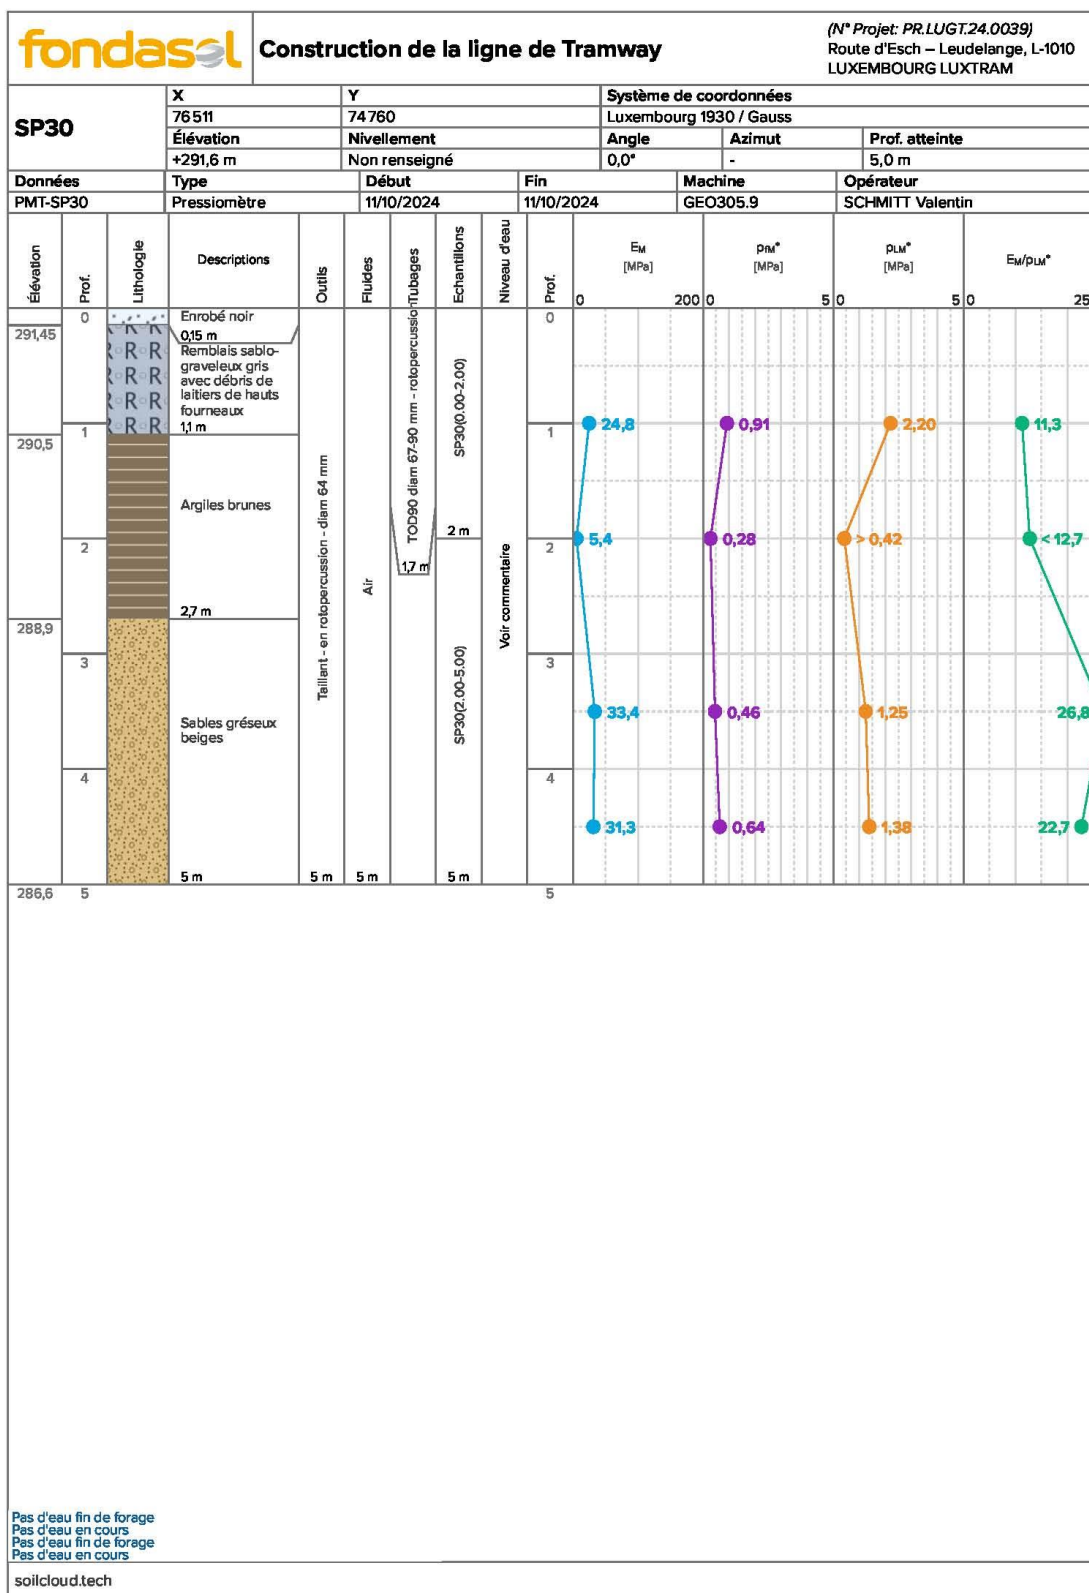 fondasol
Construction de la ligne de Tramway
(N° Projet: PR.LUGT.24.0039)
Route d'Esch – Leudelange, L-1010
LUXEMBOURG LUXTRAM
SP30
X
Y
Système de coordonnées
76 511
74 760
Luxembourg 1930 / Gauss
Élévation
Nivellement
Angle
Azimut
Prof. atteinte
+291,6 m
Non renseigné
0,0°
-
5,0 m
Données
Type
Début
Fin
Machine
Opérateur
PMT-SP30
Pressiomètre
11/10/2024
11/10/2024
GEO305.9
SCHMITT Valentin
Élévation
Prof.
Lithologie
Descriptions
Outils
Fluides
Tubages
Echantillons
Niveau d'eau
Prof.
EM
[MPa]
0
200
pfM*
[MPa]
0
5
pLM*
[MPa]
0
5
EM/pLM*
0
25
0
Enrobé noir
0
291,45
0,15 m
R R
Remblais sablo-
graveleux gris
R R
avec débris de
laitiers de hauts
R R
fourneaux
R R
1,1 m
1
1
290,5
24,8
0,91
2,20
11,3
Argiles brunes
2
2
5,4
0,28
> 0,42
< 12,7
2,7 m
288,9
3
3
Sables gréseux
beiges
33,4
0,46
1,25
26,8
4
4
31,3
0,64
1,38
22,7
Taillant - en rotopercussion - diam 64 mm
Air
TOD90 diam 67-90 mm - rotopercussion
1,7 m
SP30(0.00-2.00)
2 m
SP30(2.00-5.00)
Voir commentaire
5 m
5 m
5 m
5 m
286,6
5
5
Pas d'eau fin de forage
Pas d'eau en cours
Pas d'eau fin de forage
Pas d'eau en cours
soilcloud.tech